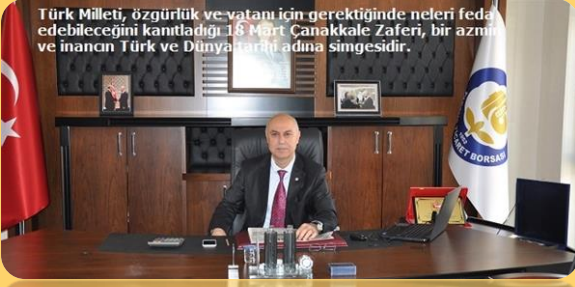 Türk Milleti, özgürlük ve vatanı için gerektiğinde neleri feda
edebileceğini kanıtladığı 18 Mart Çanakkale Zaferi, bir azmin
ve inancın Türk ve Dünya tarihi adına simgesidir.
BORSASI